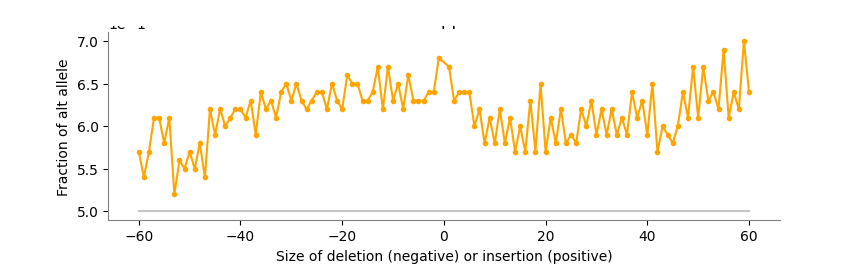 7.0
6.5
6.0
5.5
5.0
Fraction of alt allele
−60 −40 −20 0 20 40 60
Size of deletion (negative) or insertion (positive)